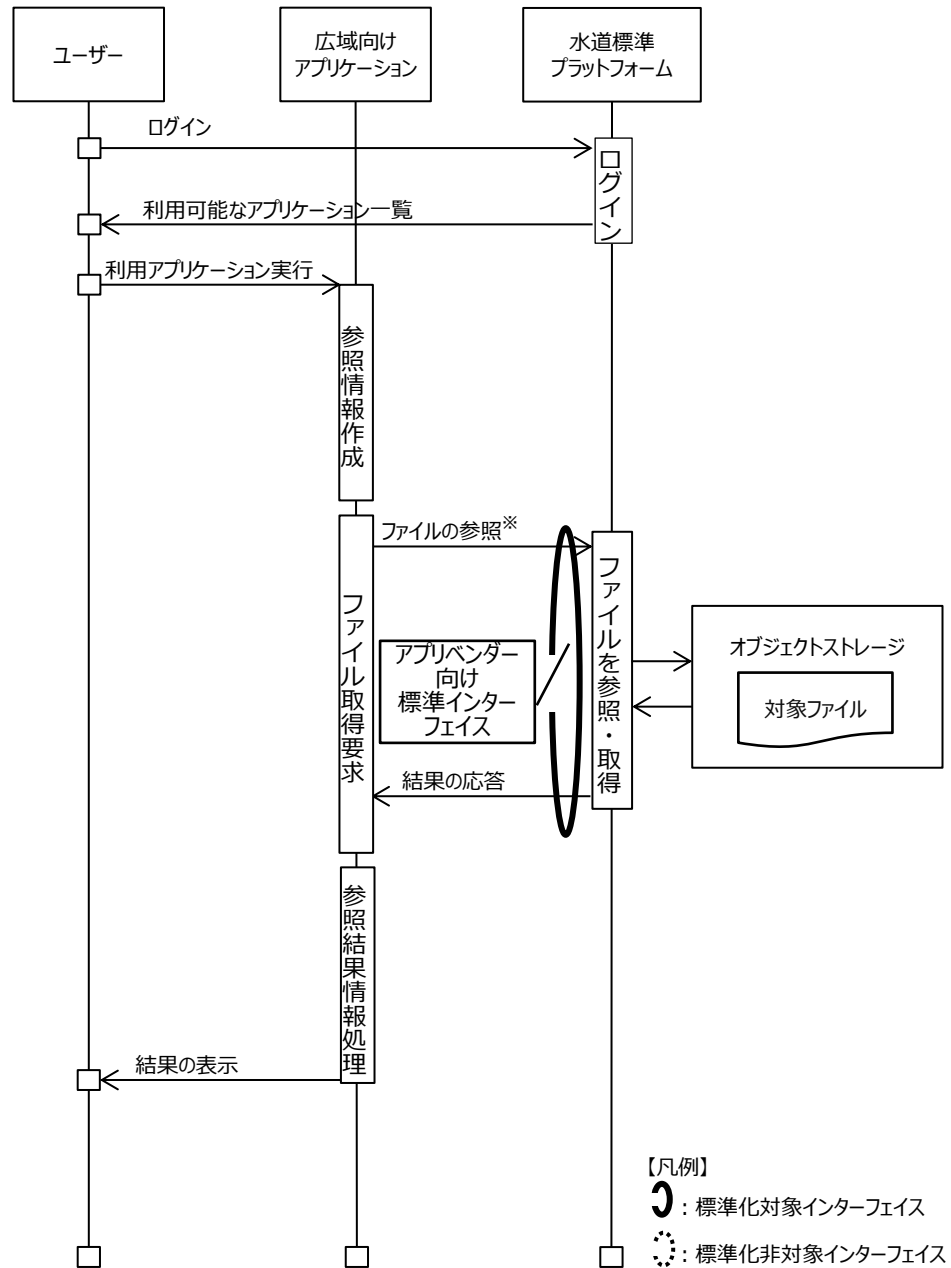 ユーザー
広域向け
アプリケーション
水道標準
プラットフォーム
ログイン
ログイン
利用可能なアプリケーション一覧
利用アプリケーション実行
参照情報作成
ファイルの参照※
ファイル取得要求
アプリベンダー
向け
標準インター
フェイス
ファイルを参照・取得
オブジェクトストレージ
対象ファイル
結果の応答
参照結果情報処理
結果の表示
【凡例】
：標準化対象インターフェイス
：標準化非対象インターフェイス